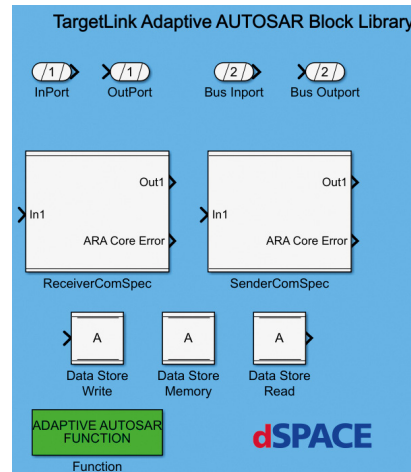 TargetLink Adaptive AUTOSAR Block Library
1 1 2 2
InPort OutPort Bus Inport Bus Outport
Out1 Out1
In1 In1
ARA Core Error ARA Core Error
ReceiverComSpec SenderComSpec
A A A
Data Store Data Store Data Store
Write Memory Read
ADAPTIVE AUTOSAR
FUNCTION
dSPACE
Function